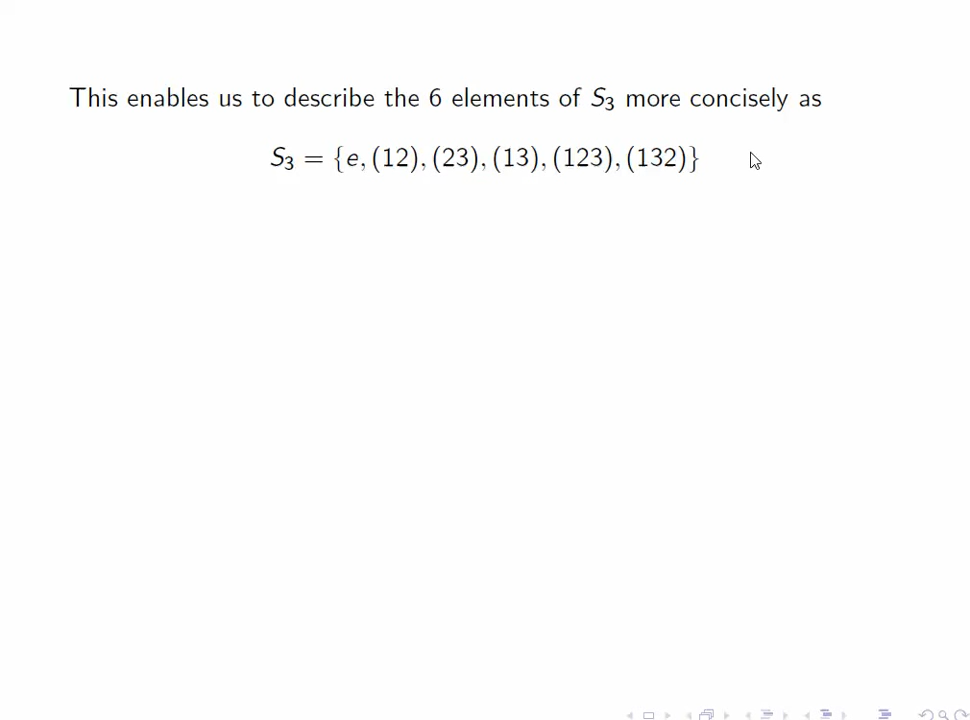 This enables us to describe the 6 elements of S₃ more concisely as
S₃ = {e, (12), (23), (13), (123), (132)}